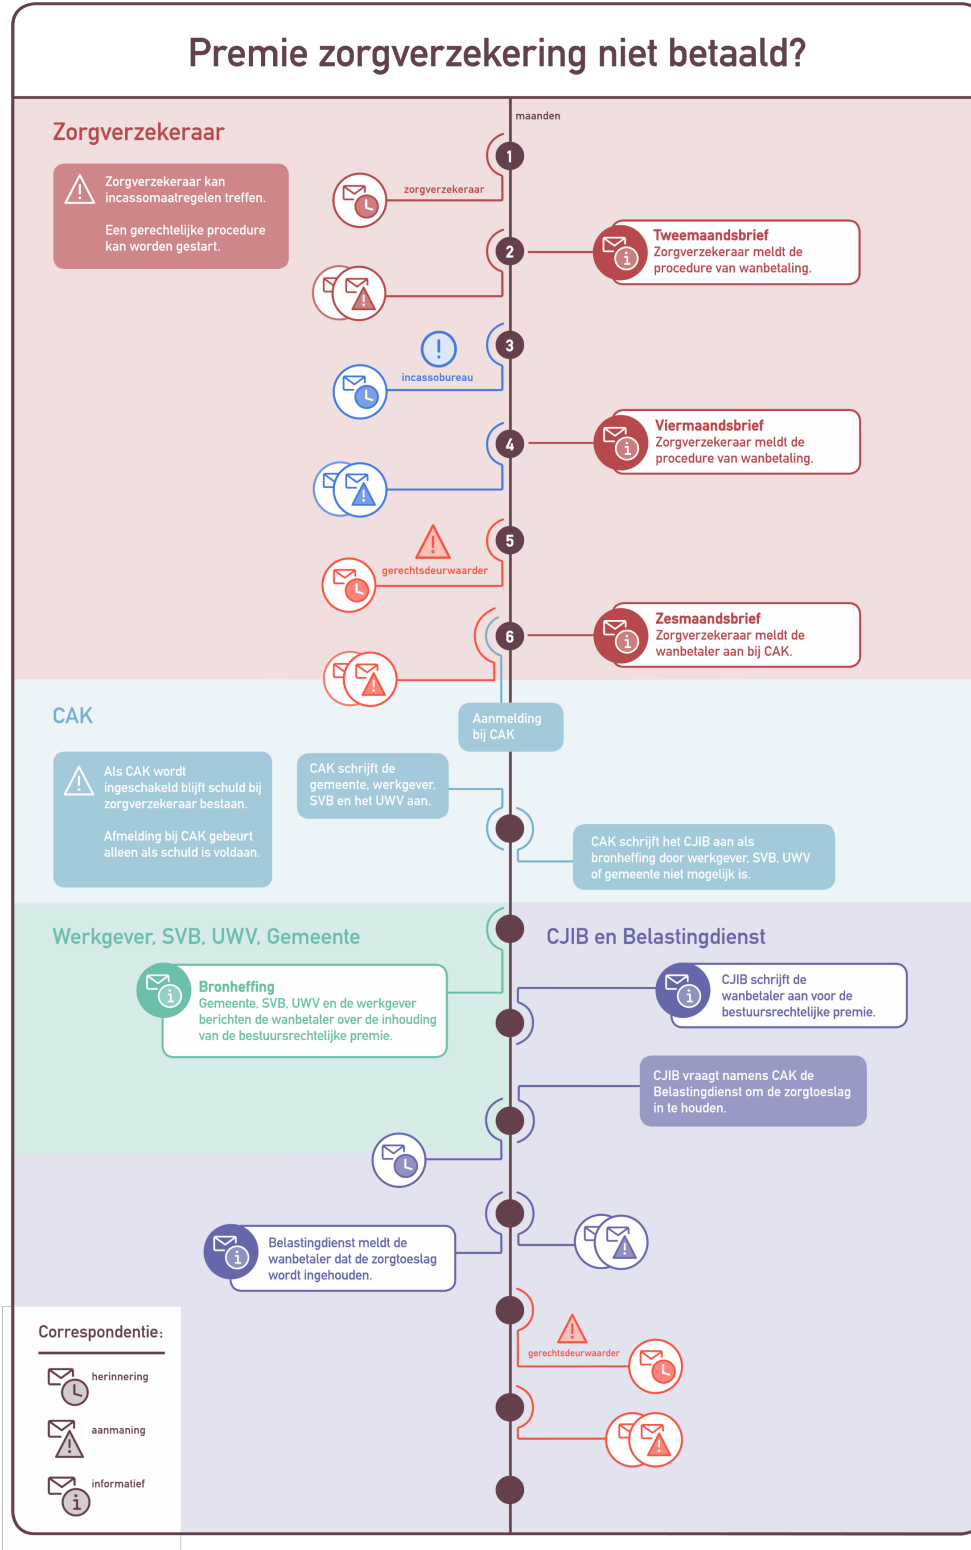 Premie zorgverzekering niet betaald?
maanden
Zorgverzekeraar
Zorgverzekeraar kan
incassomaatregelen treffen.
Een gerechtelijke procedure
kan worden gestart.
1
zorgverzekeraar
2
Tweemaandsbrief
Zorgverzekeraar meldt de
procedure van wanbetaling.
3
incassobureau
4
Viermaandsbrief
Zorgverzekeraar meldt de
procedure van wanbetaling.
5
gerechtsdeurwaarder
6
Zesmaandsbrief
Zorgverzekeraar meldt de
wanbetaler aan bij CAK.
CAK
Aanmelding
bij CAK
Als CAK wordt
ingeschakeld blijft schuld bij
zorgverzekeraar bestaan.
Afmelding bij CAK gebeurt
alleen als schuld is voldaan.
CAK schrijft de
gemeente, werkgever,
SVB en het UWV aan.
CAK schrijft het CJIB aan als
bronheffing door werkgever, SVB, UWV
of gemeente niet mogelijk is.
Werkgever, SVB, UWV, Gemeente
CJIB en Belastingdienst
Bronheffing
Gemeente, SVB, UWV en de werkgever
berichten de wanbetaler over de inhouding
van de bestuursrechtelijke premie.
CJIB schrijft de
wanbetaler aan voor de
bestuursrechtelijke premie.
CJIB vraagt namens CAK de
Belastingdienst om de zorgtoeslag
in te houden.
Belastingdienst meldt de
wanbetaler dat de zorgtoeslag
wordt ingehouden.
gerechtsdeurwaarder
Correspondentie:
herinnering
aanmaning
informatief